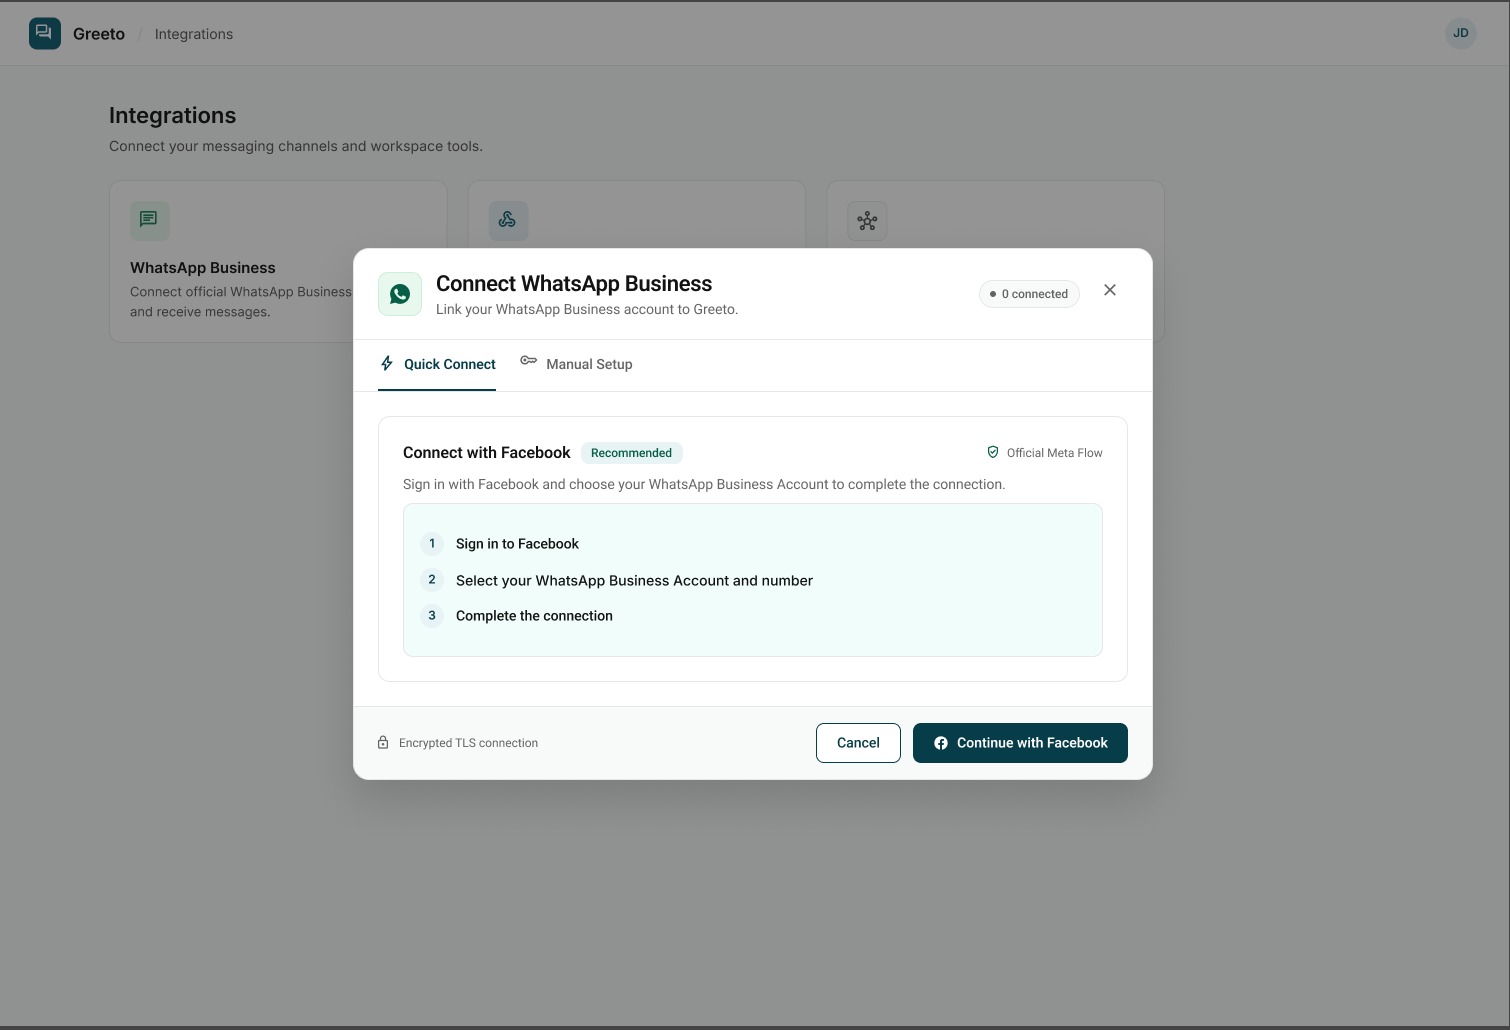 Greeto / Integrations
JD
Integrations
Connect your messaging channels and workspace tools.
WhatsApp Business
Connect official WhatsApp Business
and receive messages.
Connect WhatsApp Business
Link your WhatsApp Business account to Greeto.
0 connected
Quick Connect
Manual Setup
Connect with Facebook
Recommended
Official Meta Flow
Sign in with Facebook and choose your WhatsApp Business Account to complete the connection.
1 Sign in to Facebook
2 Select your WhatsApp Business Account and number
3 Complete the connection
Encrypted TLS connection
Cancel
Continue with Facebook